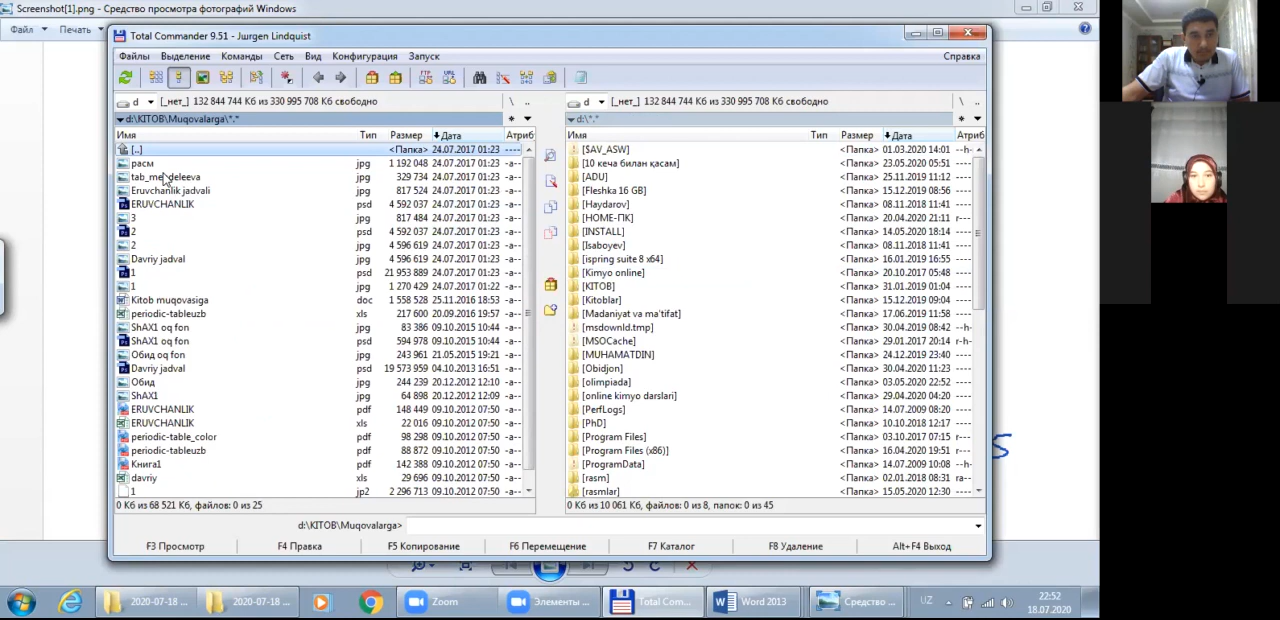 Screenshot[1].png - Средство просмотра фотографий Windows
Файл Печать
Total Commander 9.51 - Jurgen Lindquist
Файлы Выделение Команды Сеть Вид Конфигурация Запуск Справка
FTP URL
d [_нет_] 132 844 744 Кб из 330 995 708 Кб свободно \ ..
d:\KITOB\Muqovalarga\*.* * ▼
Имя Тип Размер Дата Атриб
[..] <Папка> 24.07.2017 01:23 ----
расм jpg 1 192 048 24.07.2017 01:23 -a--
tab_mendeleeva jpg 329 734 24.07.2017 01:23 -a--
Eruvchanlik jadvali jpg 817 524 24.07.2017 01:23 -a--
ERUVCHANLIK psd 4 592 037 24.07.2017 01:23 -a--
3 jpg 817 484 24.07.2017 01:23 -a--
2 psd 4 592 037 24.07.2017 01:23 -a--
2 jpg 4 596 619 24.07.2017 01:23 -a--
Davriy jadval jpg 4 596 619 24.07.2017 01:23 -a--
1 psd 21 953 889 24.07.2017 01:23 -a--
1 jpg 1 270 429 24.07.2017 01:22 -a--
Kitob muqovasiga doc 1 558 528 25.11.2016 18:53 -a--
periodic-tableuzb xls 217 600 20.09.2016 19:57 -a--
ShAX1 oq fon jpg 83 386 09.10.2015 10:44 -a--
ShAX1 oq fon psd 594 978 09.10.2015 10:44 -a--
Обид oq fon jpg 243 961 21.05.2015 19:21 -a--
Davriy jadval psd 19 573 959 04.10.2013 16:51 -a--
Обид jpg 244 239 20.12.2012 12:10 -a--
ShAX1 jpg 64 898 20.12.2012 12:09 -a--
ERUVCHANLIK pdf 148 449 09.10.2012 07:50 -a--
ERUVCHANLIK xls 22 016 09.10.2012 07:50 -a--
periodic-table_color pdf 98 298 09.10.2012 07:50 -a--
periodic-tableuzb pdf 88 872 09.10.2012 07:50 -a--
Книга1 pdf 142 388 09.10.2012 07:50 -a--
davriy xls 29 696 09.10.2012 07:50 -a--
1 jp2 2 296 713 09.10.2012 07:50 -a--
0 Кб из 68 521 Кб, файлов: 0 из 25
d [_нет_] 132 844 744 Кб из 330 995 708 Кб свободно \ ..
d:\*.* * ▼
Имя Тип Размер Дата Атриб
[$AV_ASW] <Папка> 01.03.2020 14:01 --h-
[10 кеча билан қасам] <Папка> 23.05.2020 05:51 ----
[ADU] <Папка> 25.11.2019 11:12 ----
[Fleshka 16 GB] <Папка> 15.12.2019 08:56 ----
[Haydarov] <Папка> 08.11.2018 11:41 ----
[HOME-ПК] <Папка> 20.04.2020 21:11 r---
[INSTALL] <Папка> 14.05.2020 18:14 ----
[Isaboyev] <Папка> 08.11.2018 11:41 ----
[ispring suite 8 x64] <Папка> 16.01.2019 16:55 ----
[Kimyo online] <Папка> 20.10.2017 05:48 ----
[KITOB] <Папка> 31.01.2019 01:04 ----
[Kitoblar] <Папка> 15.12.2019 09:04 ----
[Madaniyat va ma'tifat] <Папка> 17.06.2019 11:58 ----
[msdownld.tmp] <Папка> 30.04.2019 08:42 --h-
[MSOCache] <Папка> 29.01.2017 20:14 r-h-
[MUHAMATDIN] <Папка> 24.12.2019 23:40 ----
[Obidjon] <Папка> 30.04.2020 11:23 ----
[olimpiada] <Папка> 03.05.2020 22:52 ----
[online kimyo darslari] <Папка> 29.04.2020 04:20 ----
[PerfLogs] <Папка> 14.07.2009 08:20 ----
[PhD] <Папка> 10.10.2018 12:17 ----
[Program Files] <Папка> 03.10.2017 07:15 r---
[Program Files (x86)] <Папка> 16.04.2020 19:51 r---
[ProgramData] <Папка> 14.07.2009 10:08 --h-
[rasm] <Папка> 02.01.2018 08:31 ra--
[rasmlar] <Папка> 15.05.2020 12:30 ----
0 Кб из 10 061 Кб, файлов: 0 из 8, папок: 0 из 45
d:\KITOB\Muqovalarga>
F3 Просмотр F4 Правка F5 Копирование F6 Перемещение F7 Каталог F8 Удаление Alt+F4 Выход
s
2020-07-18 ... 2020-07-18 ... Zoom Элементы ... Total Com... Word 2013 Средство ... UZ 22:52
18.07.2020